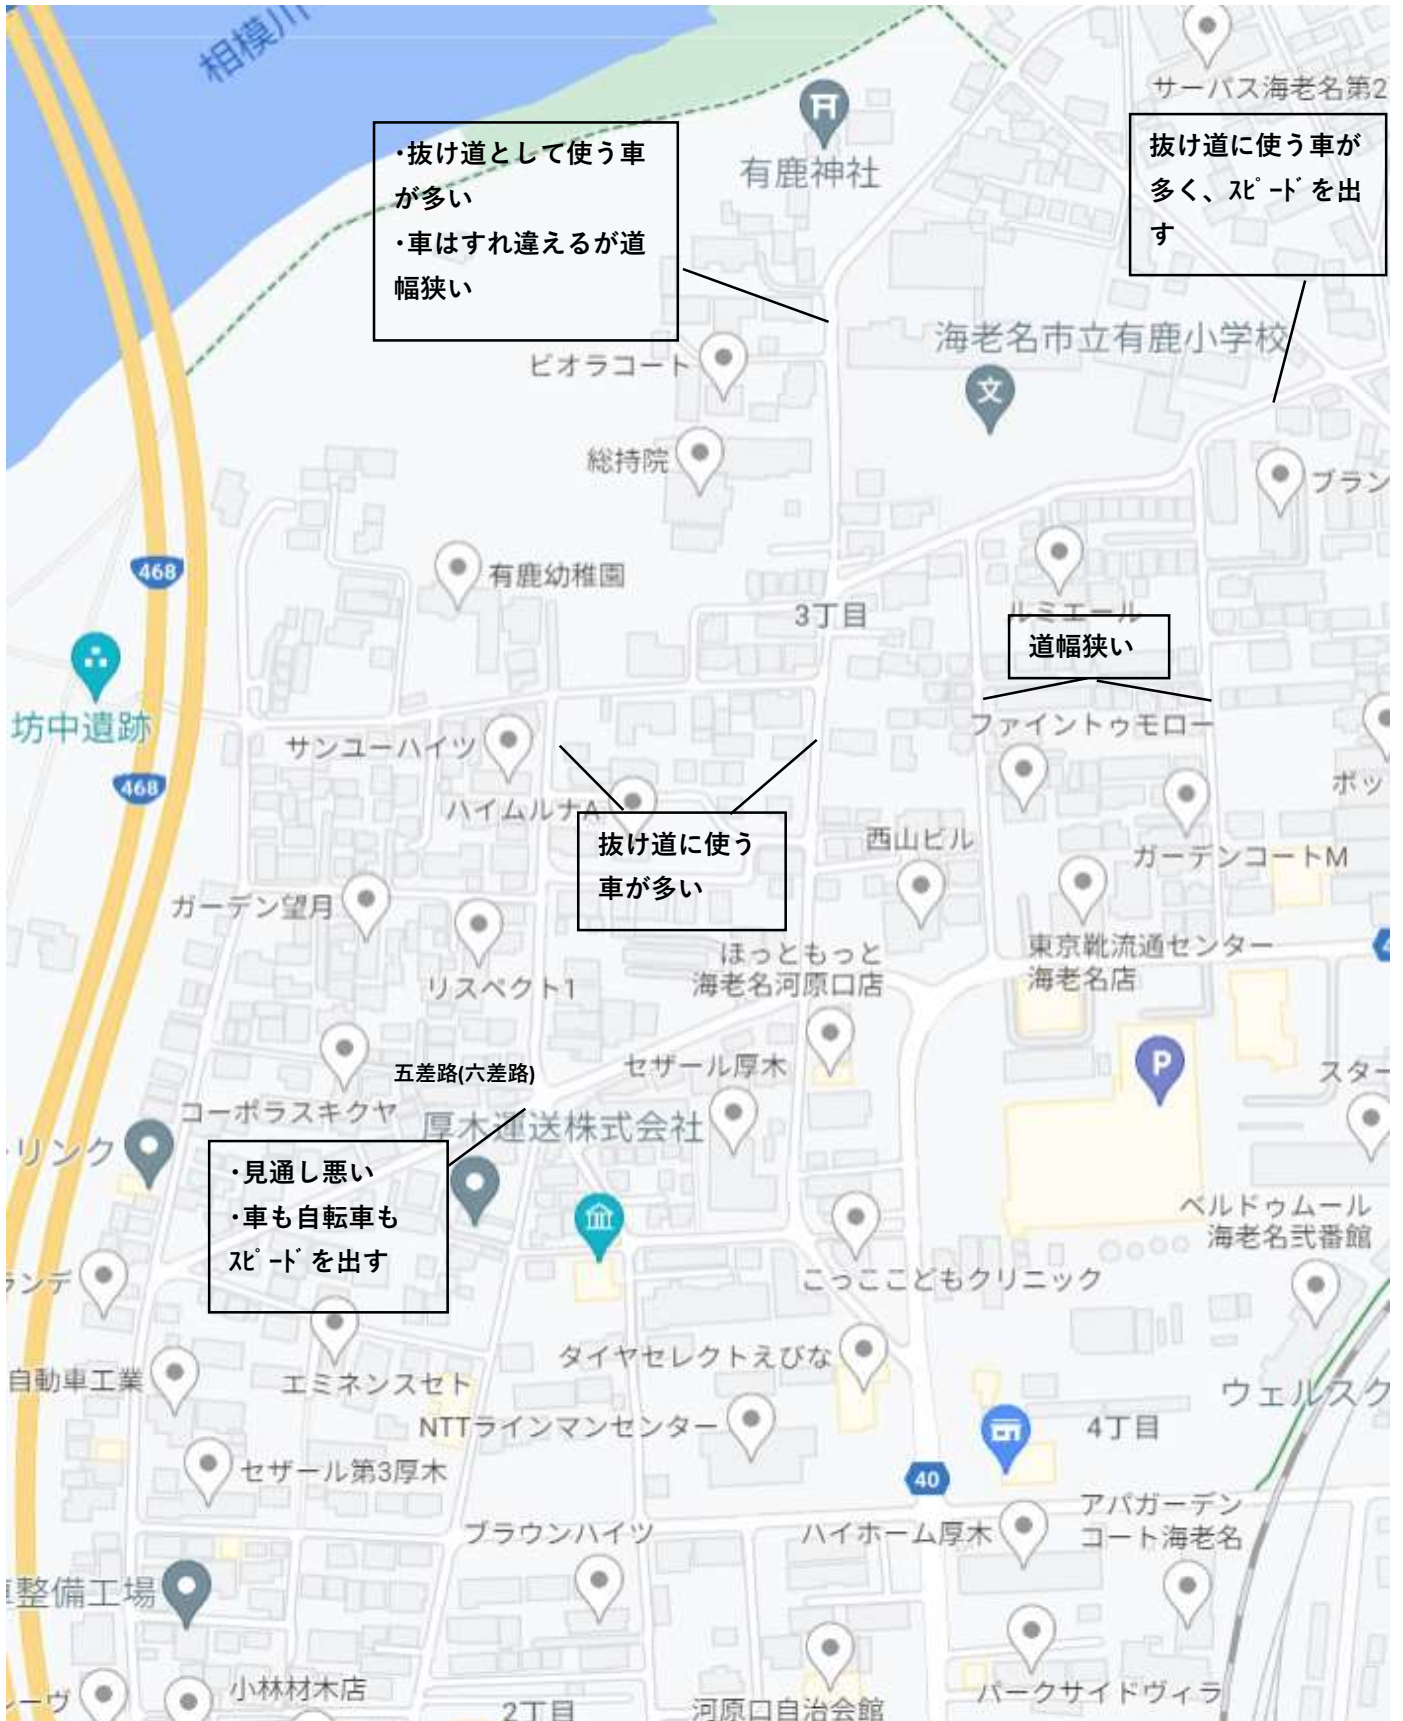 相模川
サーパス海老名第2
・抜け道として使う車
が多い
・車はすれ違えるが道
幅狭い
有鹿神社
抜け道に使う車が
多く、ｽﾋﾟｰﾄﾞを出
す
海老名市立有鹿小学校
ビオラコート
総持院
ブラン
468
有鹿幼稚園
3丁目
ルミエール
道幅狭い
坊中遺跡
ファイントゥモロー
サンユーハイツ
468
ハイムルナA
ボッ
抜け道に使う
車が多い
西山ビル
ガーデンコートM
ガーデン望月
ほっともっと
海老名河原口店
東京靴流通センター
海老名店
4
リスペクト1
五差路(六差路)
セザール厚木
P
スター
コーポラスキクヤ
厚木運送株式会社
リンク
・見通し悪い
・車も自転車も
ｽﾋﾟｰﾄﾞを出す
ベルドゥムール
海老名弐番館
ランデ
こっここどもクリニック
自動車工業
エミネンスセト
ダイヤセレクトえびな
ウェルスク
NTTラインマンセンター
4丁目
セザール第3厚木
40
アパガーデン
コート海老名
ブラウンハイツ
ハイホーム厚木
整備工場
小林材木店
2丁目
河原口自治会館
パークサイドヴィラ
ーヴ